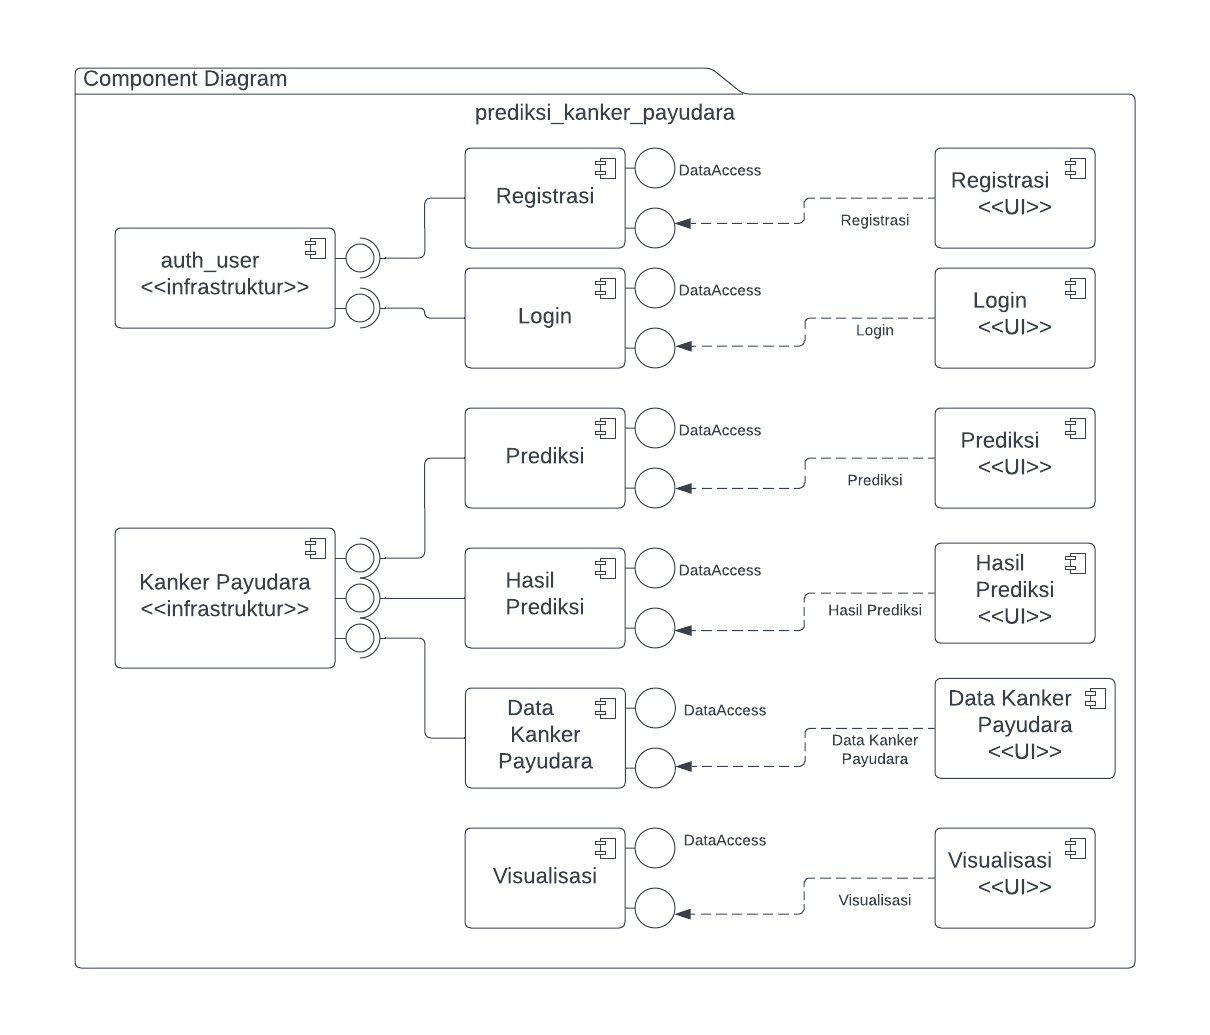 Component Diagram
prediksi_kanker_payudara
Registrasi
DataAccess
Registrasi
<<UI>>
Registrasi
auth_user
<<infrastruktur>>
Login
DataAccess
Login
<<UI>>
Login
Prediksi
DataAccess
Prediksi
<<UI>>
Prediksi
Kanker Payudara
<<infrastruktur>>
Hasil
Prediksi
DataAccess
Hasil
Prediksi
<<UI>>
Hasil Prediksi
Data
Kanker
Payudara
DataAccess
Data Kanker
Payudara
<<UI>>
Data Kanker
Payudara
Visualisasi
DataAccess
Visualisasi
<<UI>>
Visualisasi